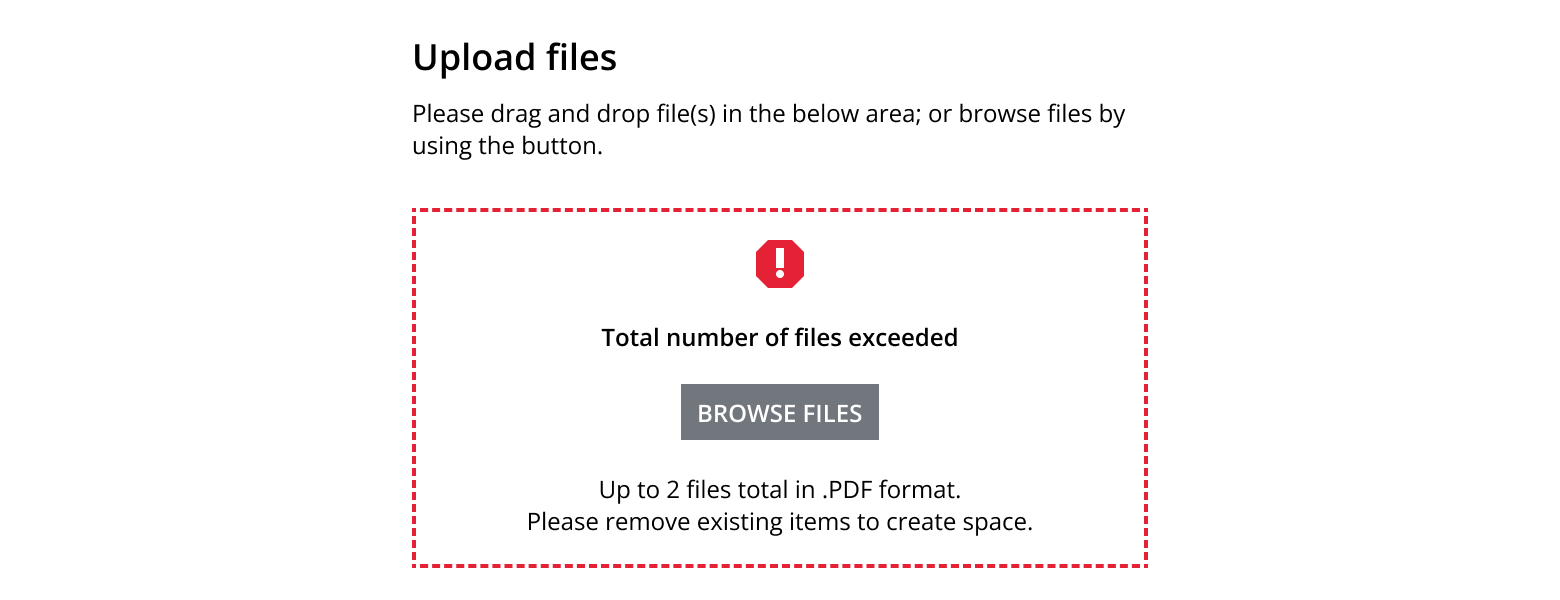 Upload files
Please drag and drop file(s) in the below area; or browse files by
using the button.
Total number of files exceeded
BROWSE FILES
Up to 2 files total in .PDF format.
Please remove existing items to create space.